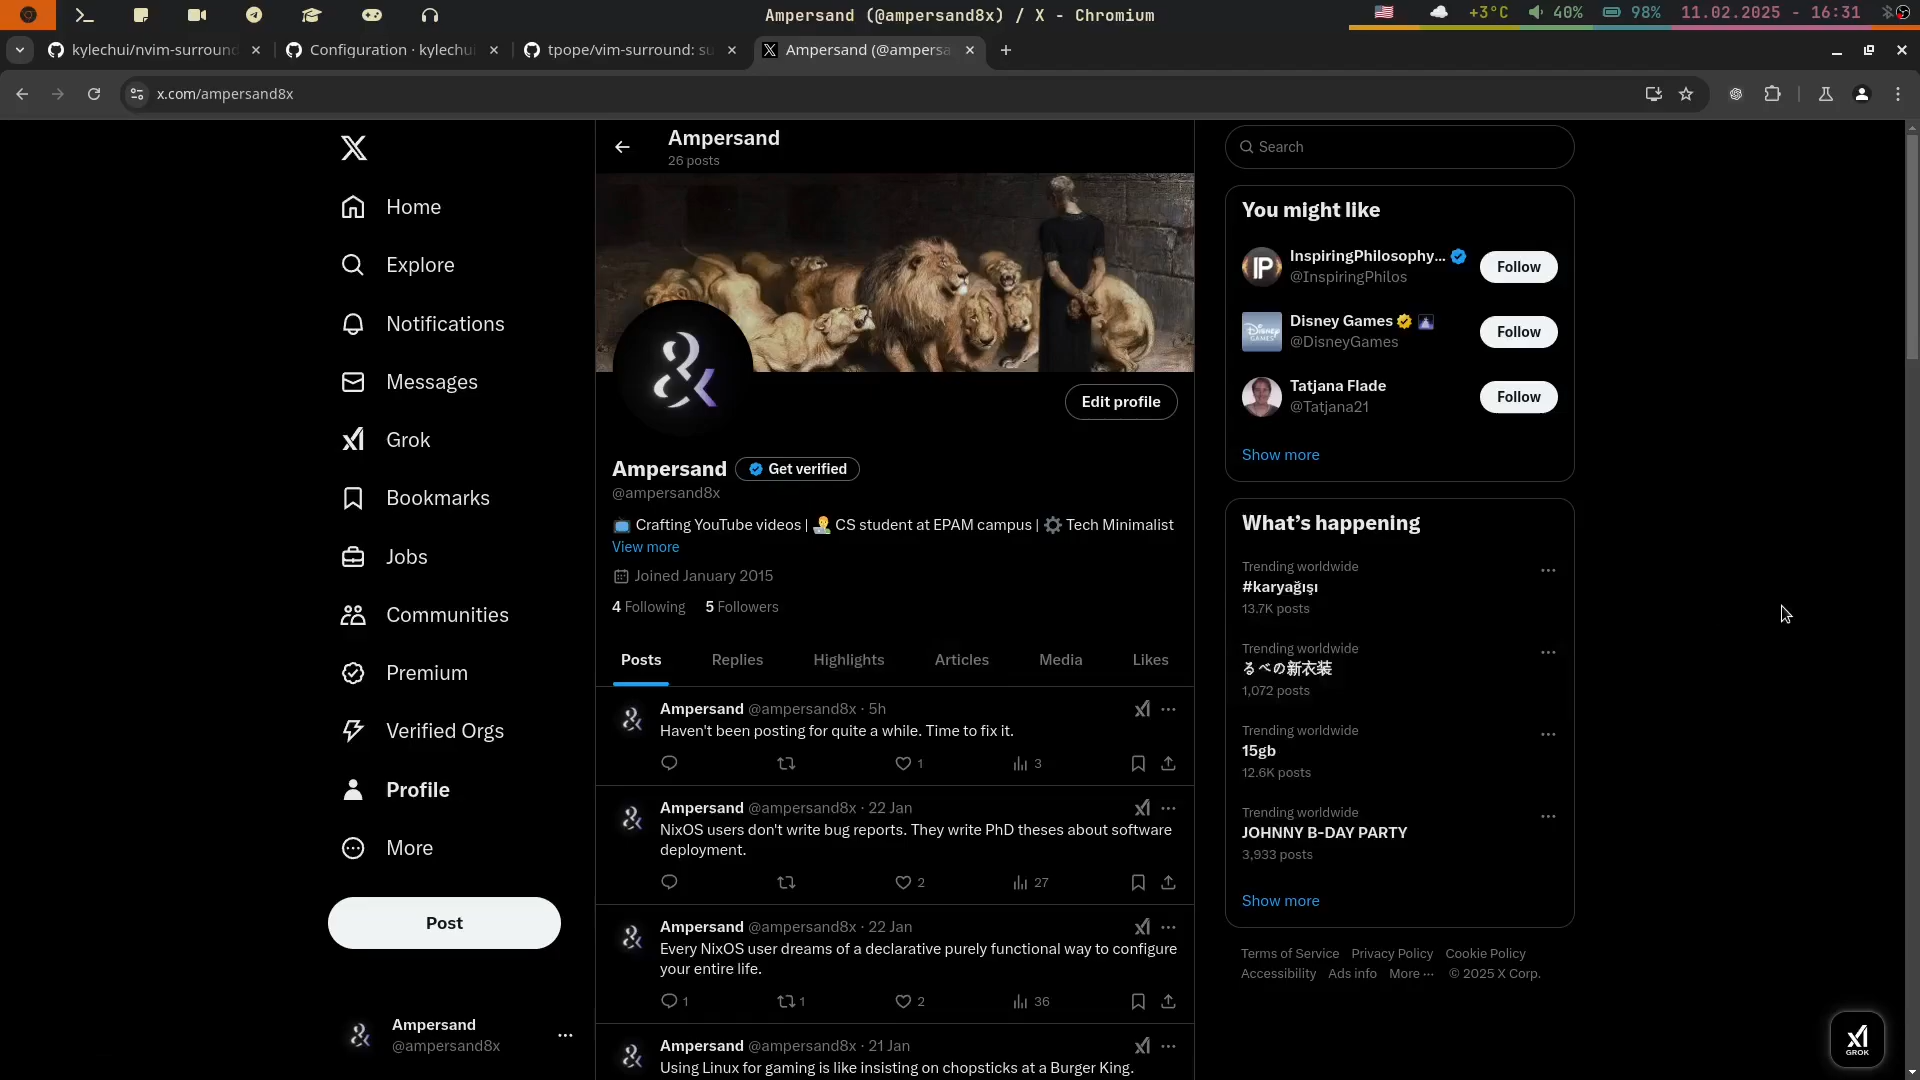 Ampersand (@ampersand8x) / X - Chromium
+3°C
40%
98%
11.02.2025 - 16:31
kylechui/nvim-surround
Configuration · kylechui
tpope/vim-surround: su
Ampersand (@ampersa
x.com/ampersand8x
Home
Explore
Notifications
Messages
Grok
Bookmarks
Jobs
Communities
Premium
Verified Orgs
Profile
More
Post
Ampersand
@ampersand8x
Ampersand
26 posts
Edit profile
Ampersand
Get verified
@ampersand8x
Crafting YouTube videos | CS student at EPAM campus | Tech Minimalist
View more
Joined January 2015
4 Following 5 Followers
Posts Replies Highlights Articles Media Likes
Ampersand @ampersand8x · 5h
Haven't been posting for quite a while. Time to fix it.
1 3
Ampersand @ampersand8x · 22 Jan
NixOS users don't write bug reports. They write PhD theses about software
deployment.
2 27
Ampersand @ampersand8x · 22 Jan
Every NixOS user dreams of a declarative purely functional way to configure
your entire life.
1 1 2 36
Ampersand @ampersand8x · 21 Jan
Using Linux for gaming is like insisting on chopsticks at a Burger King.
Search
You might like
IP
InspiringPhilosophy...
@InspiringPhilos
Follow
Disney GAMES
Disney Games
@DisneyGames
Follow
Tatjana Flade
@Tatjana21
Follow
Show more
What's happening
Trending worldwide
#karyağışı
13.7K posts
Trending worldwide
るべの新衣装
1,072 posts
Trending worldwide
15gb
12.6K posts
Trending worldwide
JOHNNY B-DAY PARTY
3,933 posts
Show more
Terms of Service Privacy Policy Cookie Policy
Accessibility Ads info More ··· © 2025 X Corp.
GROK